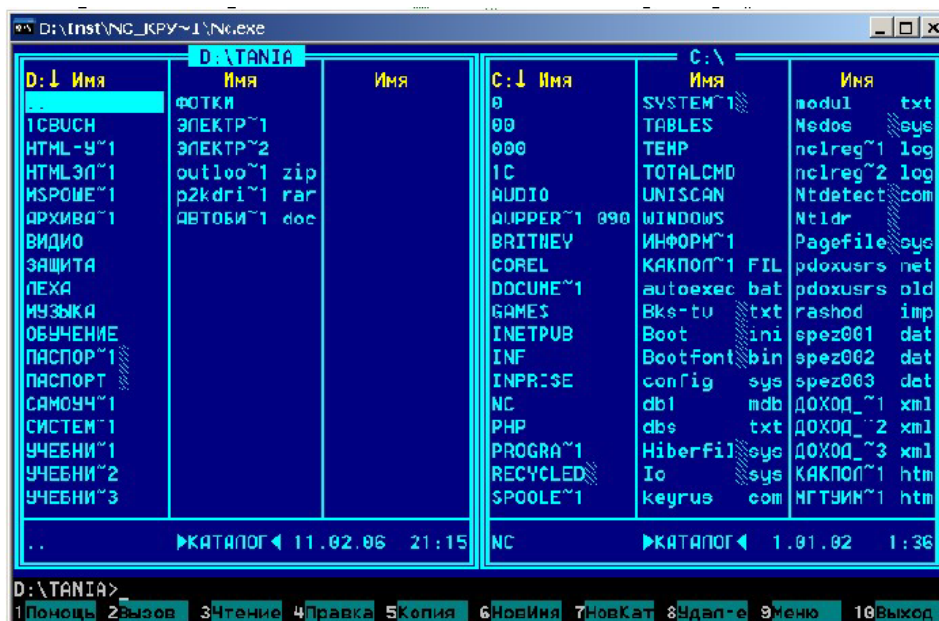 D:\Inst\NC_КРУ~1\Nc.exe
D:\TANIA
C:\
D:↓ Имя Имя Имя C:↓ Имя Имя Имя
.. ФОТКИ 0 SYSTEM~1 modul txt
1CBUCH ЭЛЕКТР~1 00 TABLES Msdos sys
HTML-У~1 ЭЛЕКТР~2 000 TEMP nclreg~1 log
HTMLЭЛ~1 outloo~1 zip 1C TOTALCMD nclreg~2 log
MSPOWE~1 p2kdri~1 rar AUDIO UNISCAN Ntdetect com
АРХИВА~1 АВТОБИ~1 doc AVPPER~1 090 WINDOWS Ntldr
ВИДИО BRITNEY ИНФОРМ~1 Pagefile sys
ЗАЩИТА COREL КАКПОЛ~1 FIL pdoxusrs net
ЛЕХА DOCUME~1 autoexec bat pdoxusrs old
МУЗЫКА GAMES Bks-tv txt rashod imp
ОБУЧЕНИЕ INETPUB Boot ini spez001 dat
ПАСПОР~1 INF Bootfont bin spez002 dat
ПАСПОРТ INPRISE config sys spez003 dat
САМОУЧ~1 NC db1 mdb ДОХОД_~1 xml
СИСТЕМ~1 PHP dbs txt ДОХОД_~2 xml
УЧЕБНИ~1 PROGRA~1 Hiberfil sys ДОХОД_~3 xml
УЧЕБНИ~2 RECYCLED Io sys КАКПОЛ~1 htm
УЧЕБНИ~3 SPOOLE~1 keyrus com МГТУИМ~1 htm
.. ►КАТАЛОГ◄ 11.02.06 21:15 NC ►КАТАЛОГ◄ 1.01.02 1:36
D:\TANIA>_
1Помощь 2Вызов 3Чтение 4Правка 5Копия 6НовИмя 7НовКат 8Удал-е 9Меню 10Выход